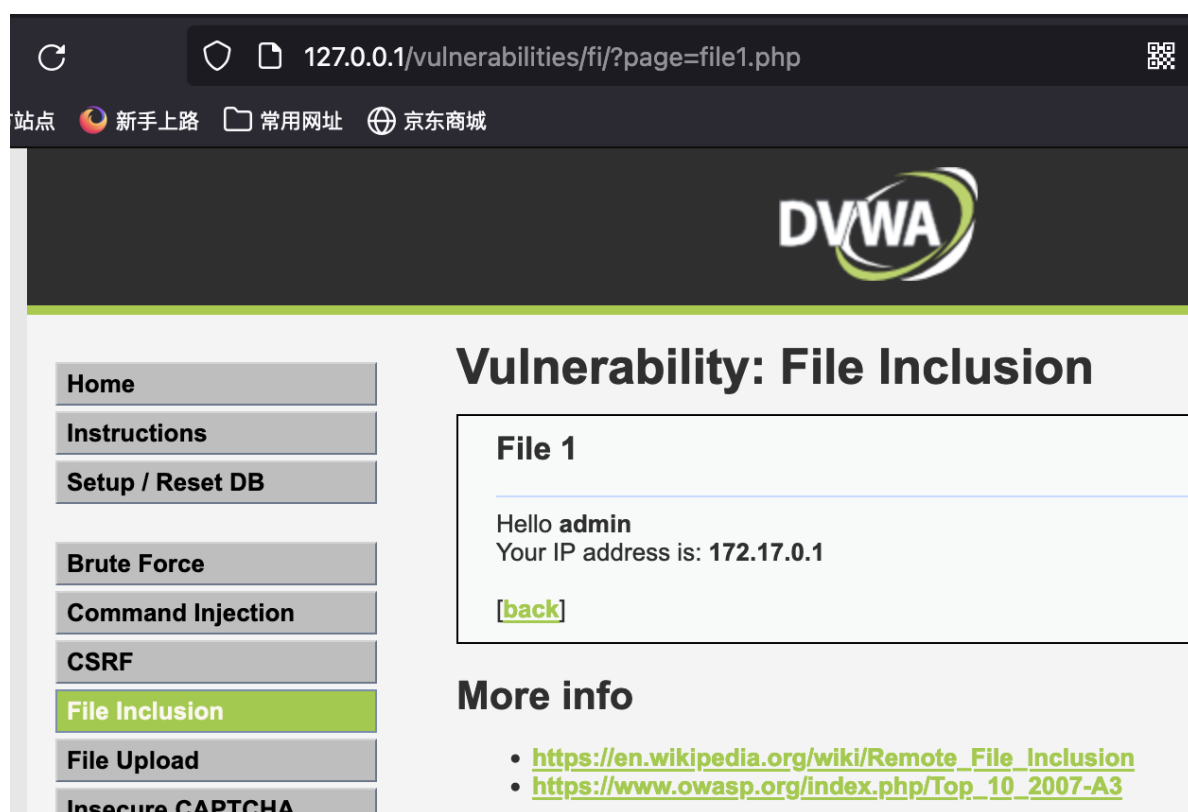 127.0.0.1/vulnerabilities/fi/?page=file1.php
站点 新手上路 常用网址 京东商城
DVWA
Home
Instructions
Setup / Reset DB
Brute Force
Command Injection
CSRF
File Inclusion
File Upload
Insecure CAPTCHA
Vulnerability: File Inclusion
File 1
Hello admin
Your IP address is: 172.17.0.1
[back]
More info
https://en.wikipedia.org/wiki/Remote_File_Inclusion
https://www.owasp.org/index.php/Top_10_2007-A3